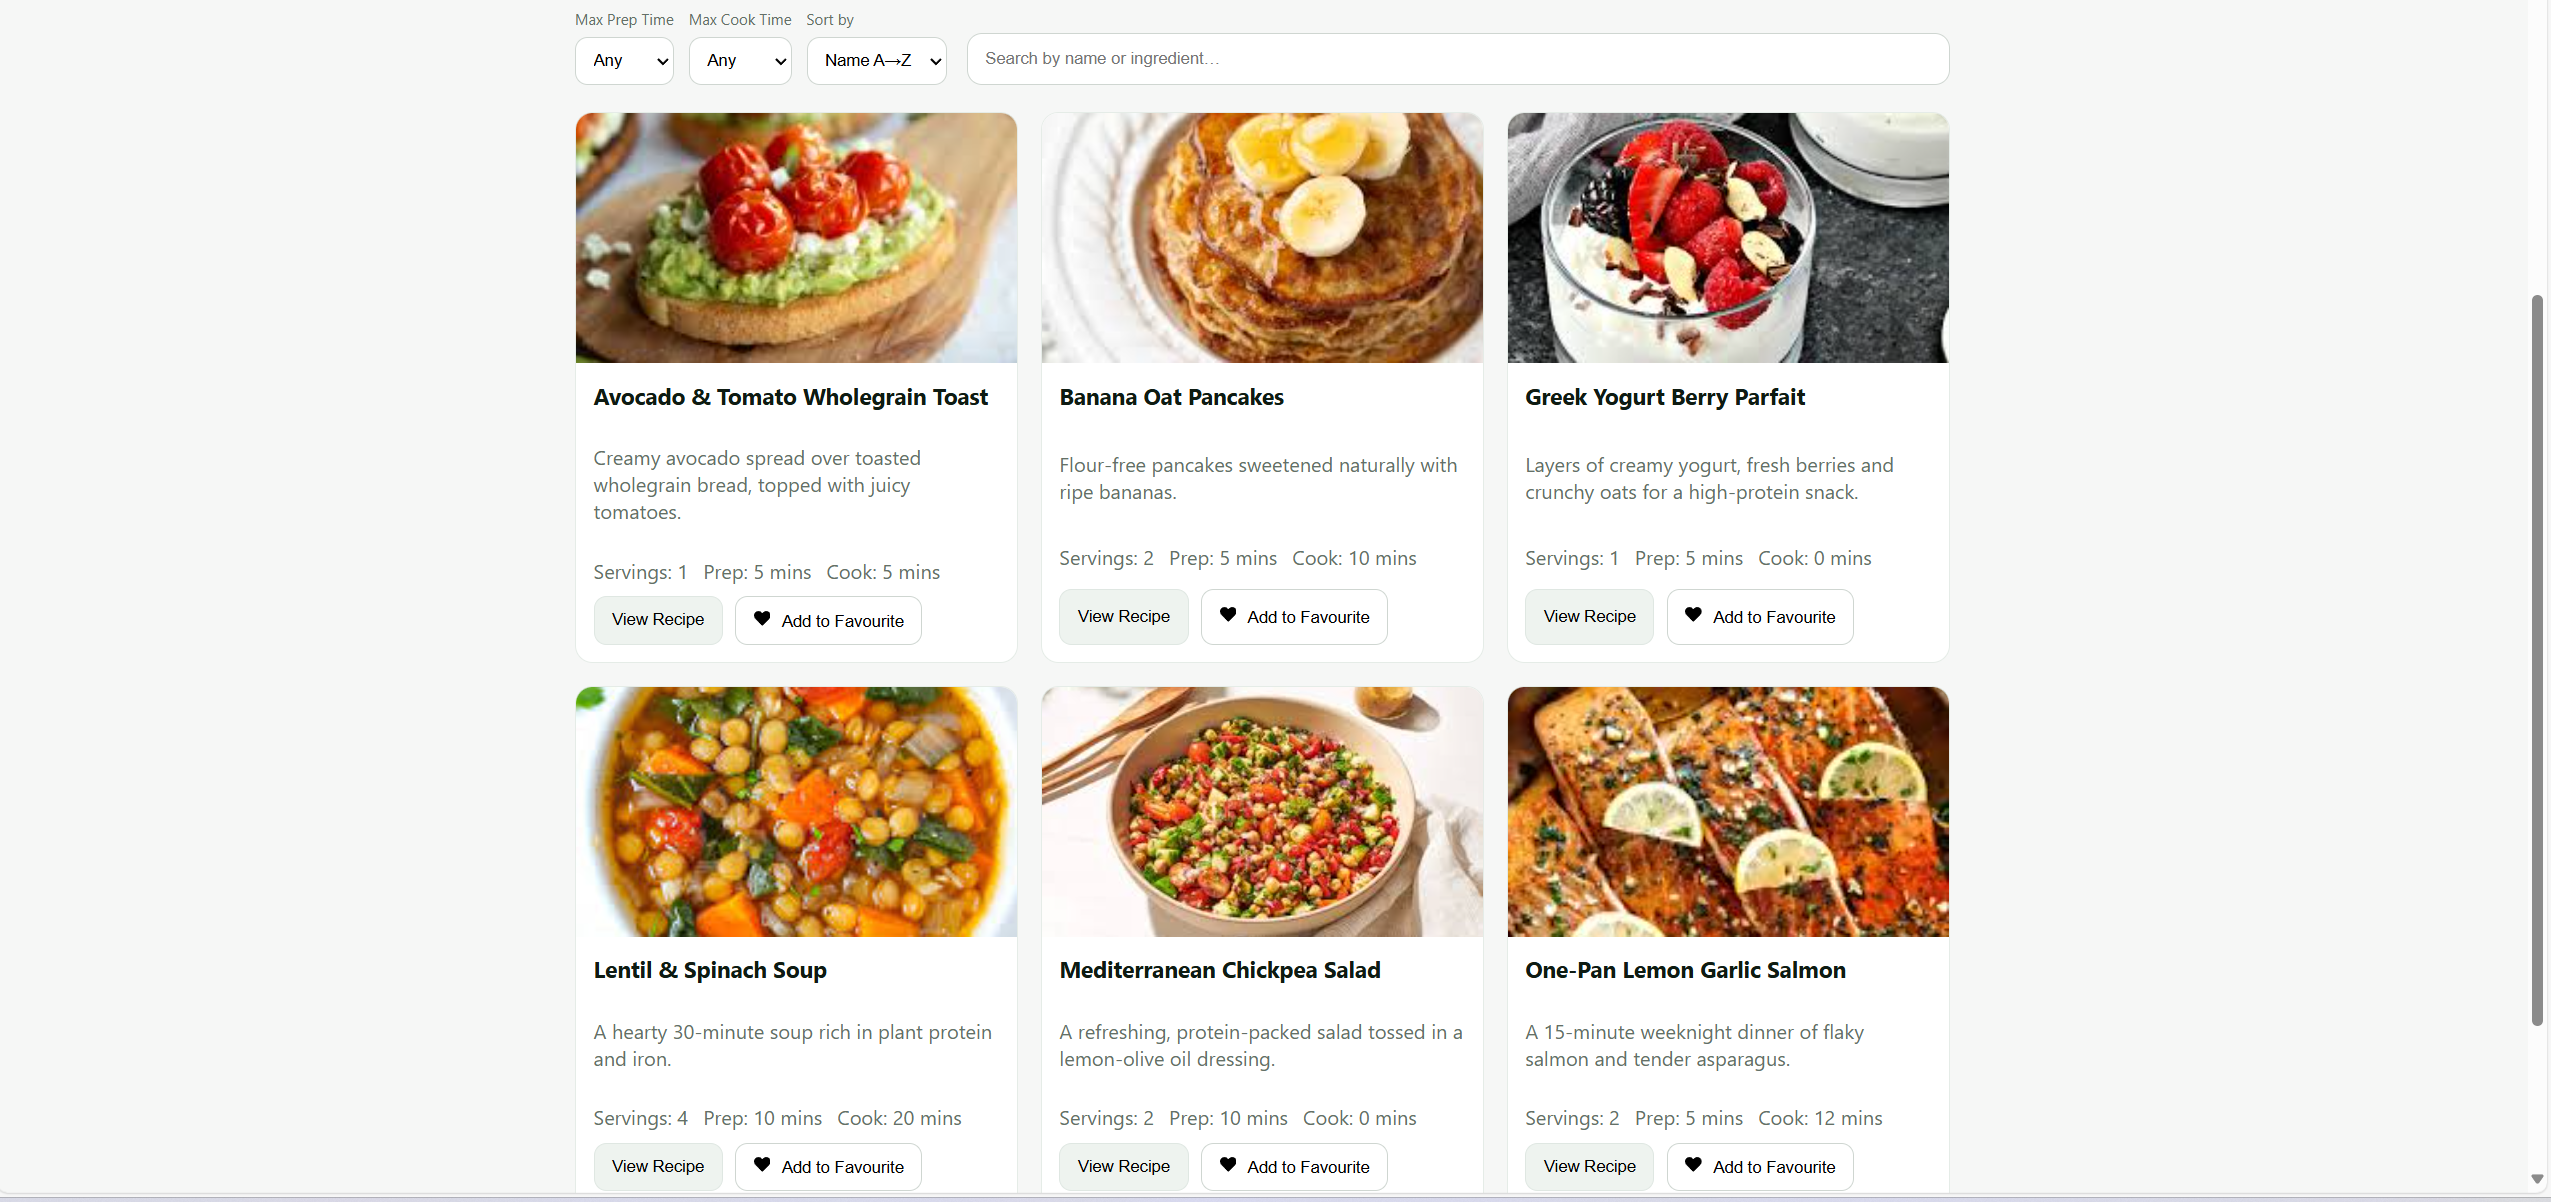 Max Prep Time Max Cook Time Sort by
Any Any Name A→Z Search by name or ingredient…
Avocado & Tomato Wholegrain Toast
Creamy avocado spread over toasted
wholegrain bread, topped with juicy
tomatoes.
Servings: 1 Prep: 5 mins Cook: 5 mins
View Recipe Add to Favourite
Banana Oat Pancakes
Flour-free pancakes sweetened naturally with
ripe bananas.
Servings: 2 Prep: 5 mins Cook: 10 mins
View Recipe Add to Favourite
Greek Yogurt Berry Parfait
Layers of creamy yogurt, fresh berries and
crunchy oats for a high-protein snack.
Servings: 1 Prep: 5 mins Cook: 0 mins
View Recipe Add to Favourite
Lentil & Spinach Soup
A hearty 30-minute soup rich in plant protein
and iron.
Servings: 4 Prep: 10 mins Cook: 20 mins
View Recipe Add to Favourite
Mediterranean Chickpea Salad
A refreshing, protein-packed salad tossed in a
lemon-olive oil dressing.
Servings: 2 Prep: 10 mins Cook: 0 mins
View Recipe Add to Favourite
One-Pan Lemon Garlic Salmon
A 15-minute weeknight dinner of flaky
salmon and tender asparagus.
Servings: 2 Prep: 5 mins Cook: 12 mins
View Recipe Add to Favourite